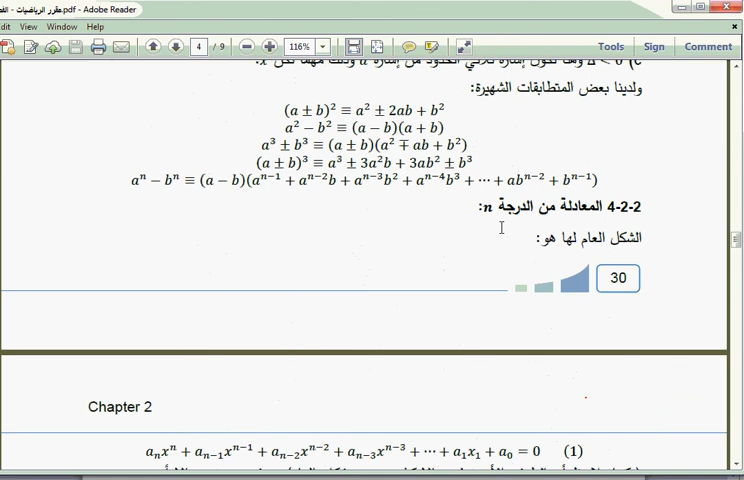 مقرر الرياضيات - الف.pdf - Adobe Reader
dit View Window Help
4 / 9 116% Tools Sign Comment
ولدينا بعض المتطابقات الشهيرة:
(a ± b)² ≡ a² ± 2ab + b²
a² − b² ≡ (a − b)(a + b)
a³ ± b³ ≡ (a ± b)(a² ∓ ab + b²)
(a ± b)³ ≡ a³ ± 3a²b + 3ab² ± b³
aⁿ − bⁿ ≡ (a − b)(aⁿ⁻¹ + aⁿ⁻²b + aⁿ⁻³b² + aⁿ⁻⁴b³ + ⋯ + abⁿ⁻² + bⁿ⁻¹)
4-2-2 المعادلة من الدرجة n:
الشكل العام لها هو:
30
Chapter 2
aₙxⁿ + aₙ₋₁xⁿ⁻¹ + aₙ₋₂xⁿ⁻² + aₙ₋₃xⁿ⁻³ + ⋯ + a₁x₁ + a₀ = 0 (1)